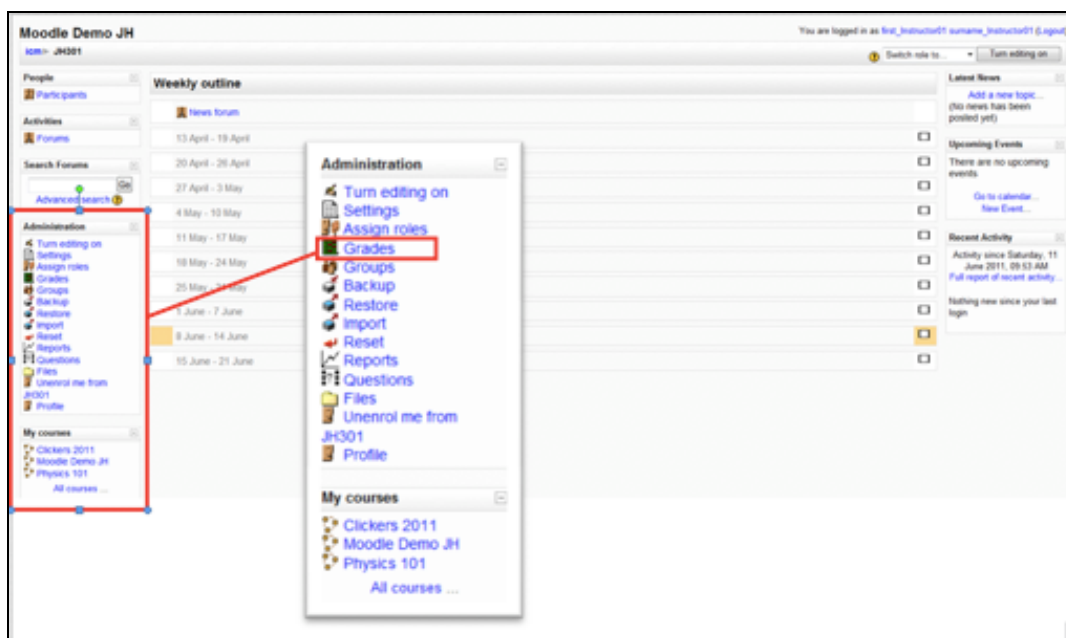 Moodle Demo JH
You are logged in as first_Instructor01 surname_Instructor01 (Logout)
icm► JH301
Switch role to...
Turn editing on
People
Participants
Activities
Forums
Search Forums
Go
Advanced search
Administration
Turn editing on
Settings
Assign roles
Grades
Groups
Backup
Restore
Import
Reset
Reports
Questions
Files
Unenrol me from
JH301
Profile
My courses
Clickers 2011
Moodle Demo JH
Physics 101
All courses ...
Weekly outline
News forum
13 April - 19 April
20 April - 26 April
27 April - 3 May
4 May - 10 May
11 May - 17 May
18 May - 24 May
25 May - 31 May
1 June - 7 June
8 June - 14 June
15 June - 21 June
Administration
Turn editing on
Settings
Assign roles
Grades
Groups
Backup
Restore
Import
Reset
Reports
Questions
Files
Unenrol me from
JH301
Profile
My courses
Clickers 2011
Moodle Demo JH
Physics 101
All courses ...
Latest News
Add a new topic...
(No news has been
posted yet)
Upcoming Events
There are no upcoming
events
Go to calendar...
New Event...
Recent Activity
Activity since Saturday, 11
June 2011, 09:53 AM
Full report of recent activity...
Nothing new since your last
login